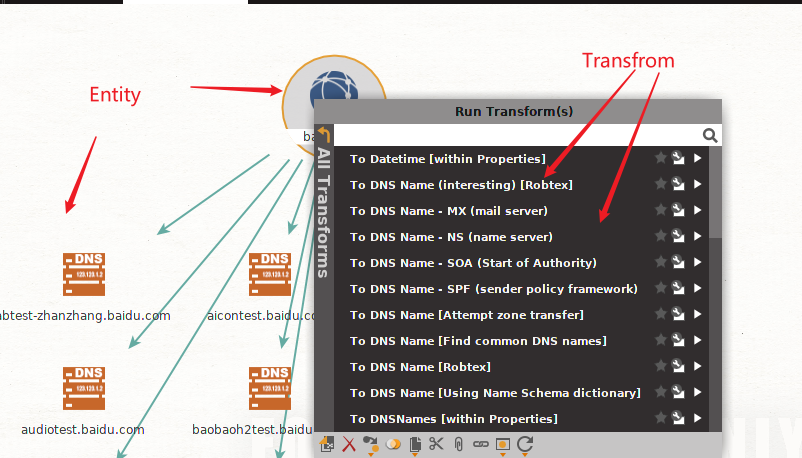 Transfrom
Entity
Run Transform(s)
ba
All Transforms
To Datetime [within Properties]
To DNS Name (interesting) [Robtex]
To DNS Name - MX (mail server)
To DNS Name - NS (name server)
To DNS Name - SOA (Start of Authority)
To DNS Name - SPF (sender policy framework)
To DNS Name [Attempt zone transfer]
To DNS Name [Find common DNS names]
To DNS Name [Robtex]
To DNS Name [Using Name Schema dictionary]
To DNSNames [within Properties]
DNS
123.123.1.2
DNS
123.123.1.2
abtest-zhanzhang.baidu.com
aicontest.baidu.co
DNS
123.123.1.2
DNS
123.123.1.2
audiotest.baidu.com
baobaoh2test.baidu.